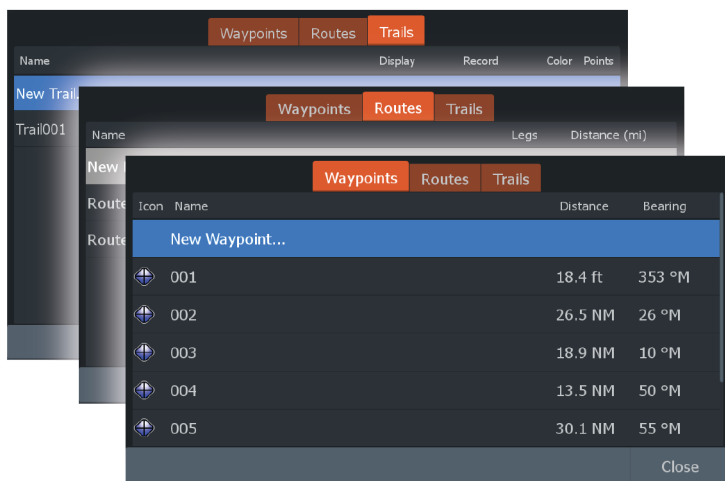 Waypoints Routes Trails
Name Display Record Color Points
New Trail.
Trail001
Waypoints Routes Trails
Name Legs Distance (mi)
New
Route
Route
Waypoints Routes Trails
Icon Name Distance Bearing
New Waypoint...
001 18.4 ft 353 °M
002 26.5 NM 26 °M
003 18.9 NM 10 °M
004 13.5 NM 50 °M
005 30.1 NM 55 °M
Close